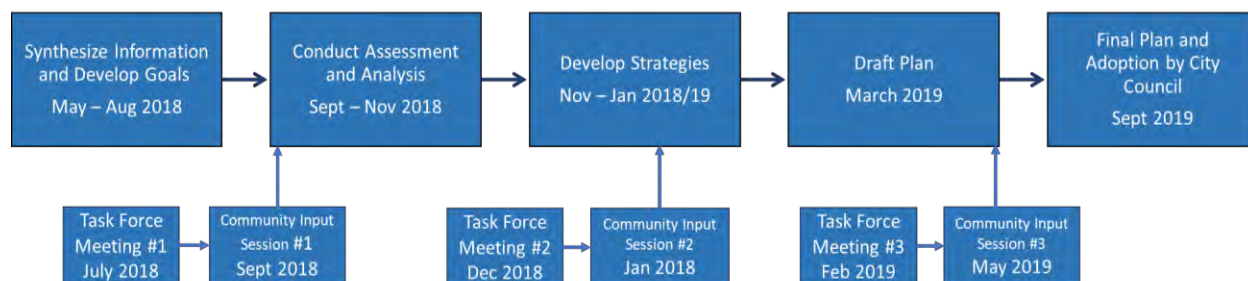 Synthesize Information
and Develop Goals
May – Aug 2018
Conduct Assessment
and Analysis
Sept – Nov 2018
Develop Strategies
Nov – Jan 2018/19
Draft Plan
March 2019
Final Plan and
Adoption by City
Council
Sept 2019
Task Force
Meeting #1
July 2018
Community Input
Session #1
Sept 2018
Task Force
Meeting #2
Dec 2018
Community Input
Session #2
Jan 2018
Task Force
Meeting #3
Feb 2019
Community Input
Session #3
May 2019